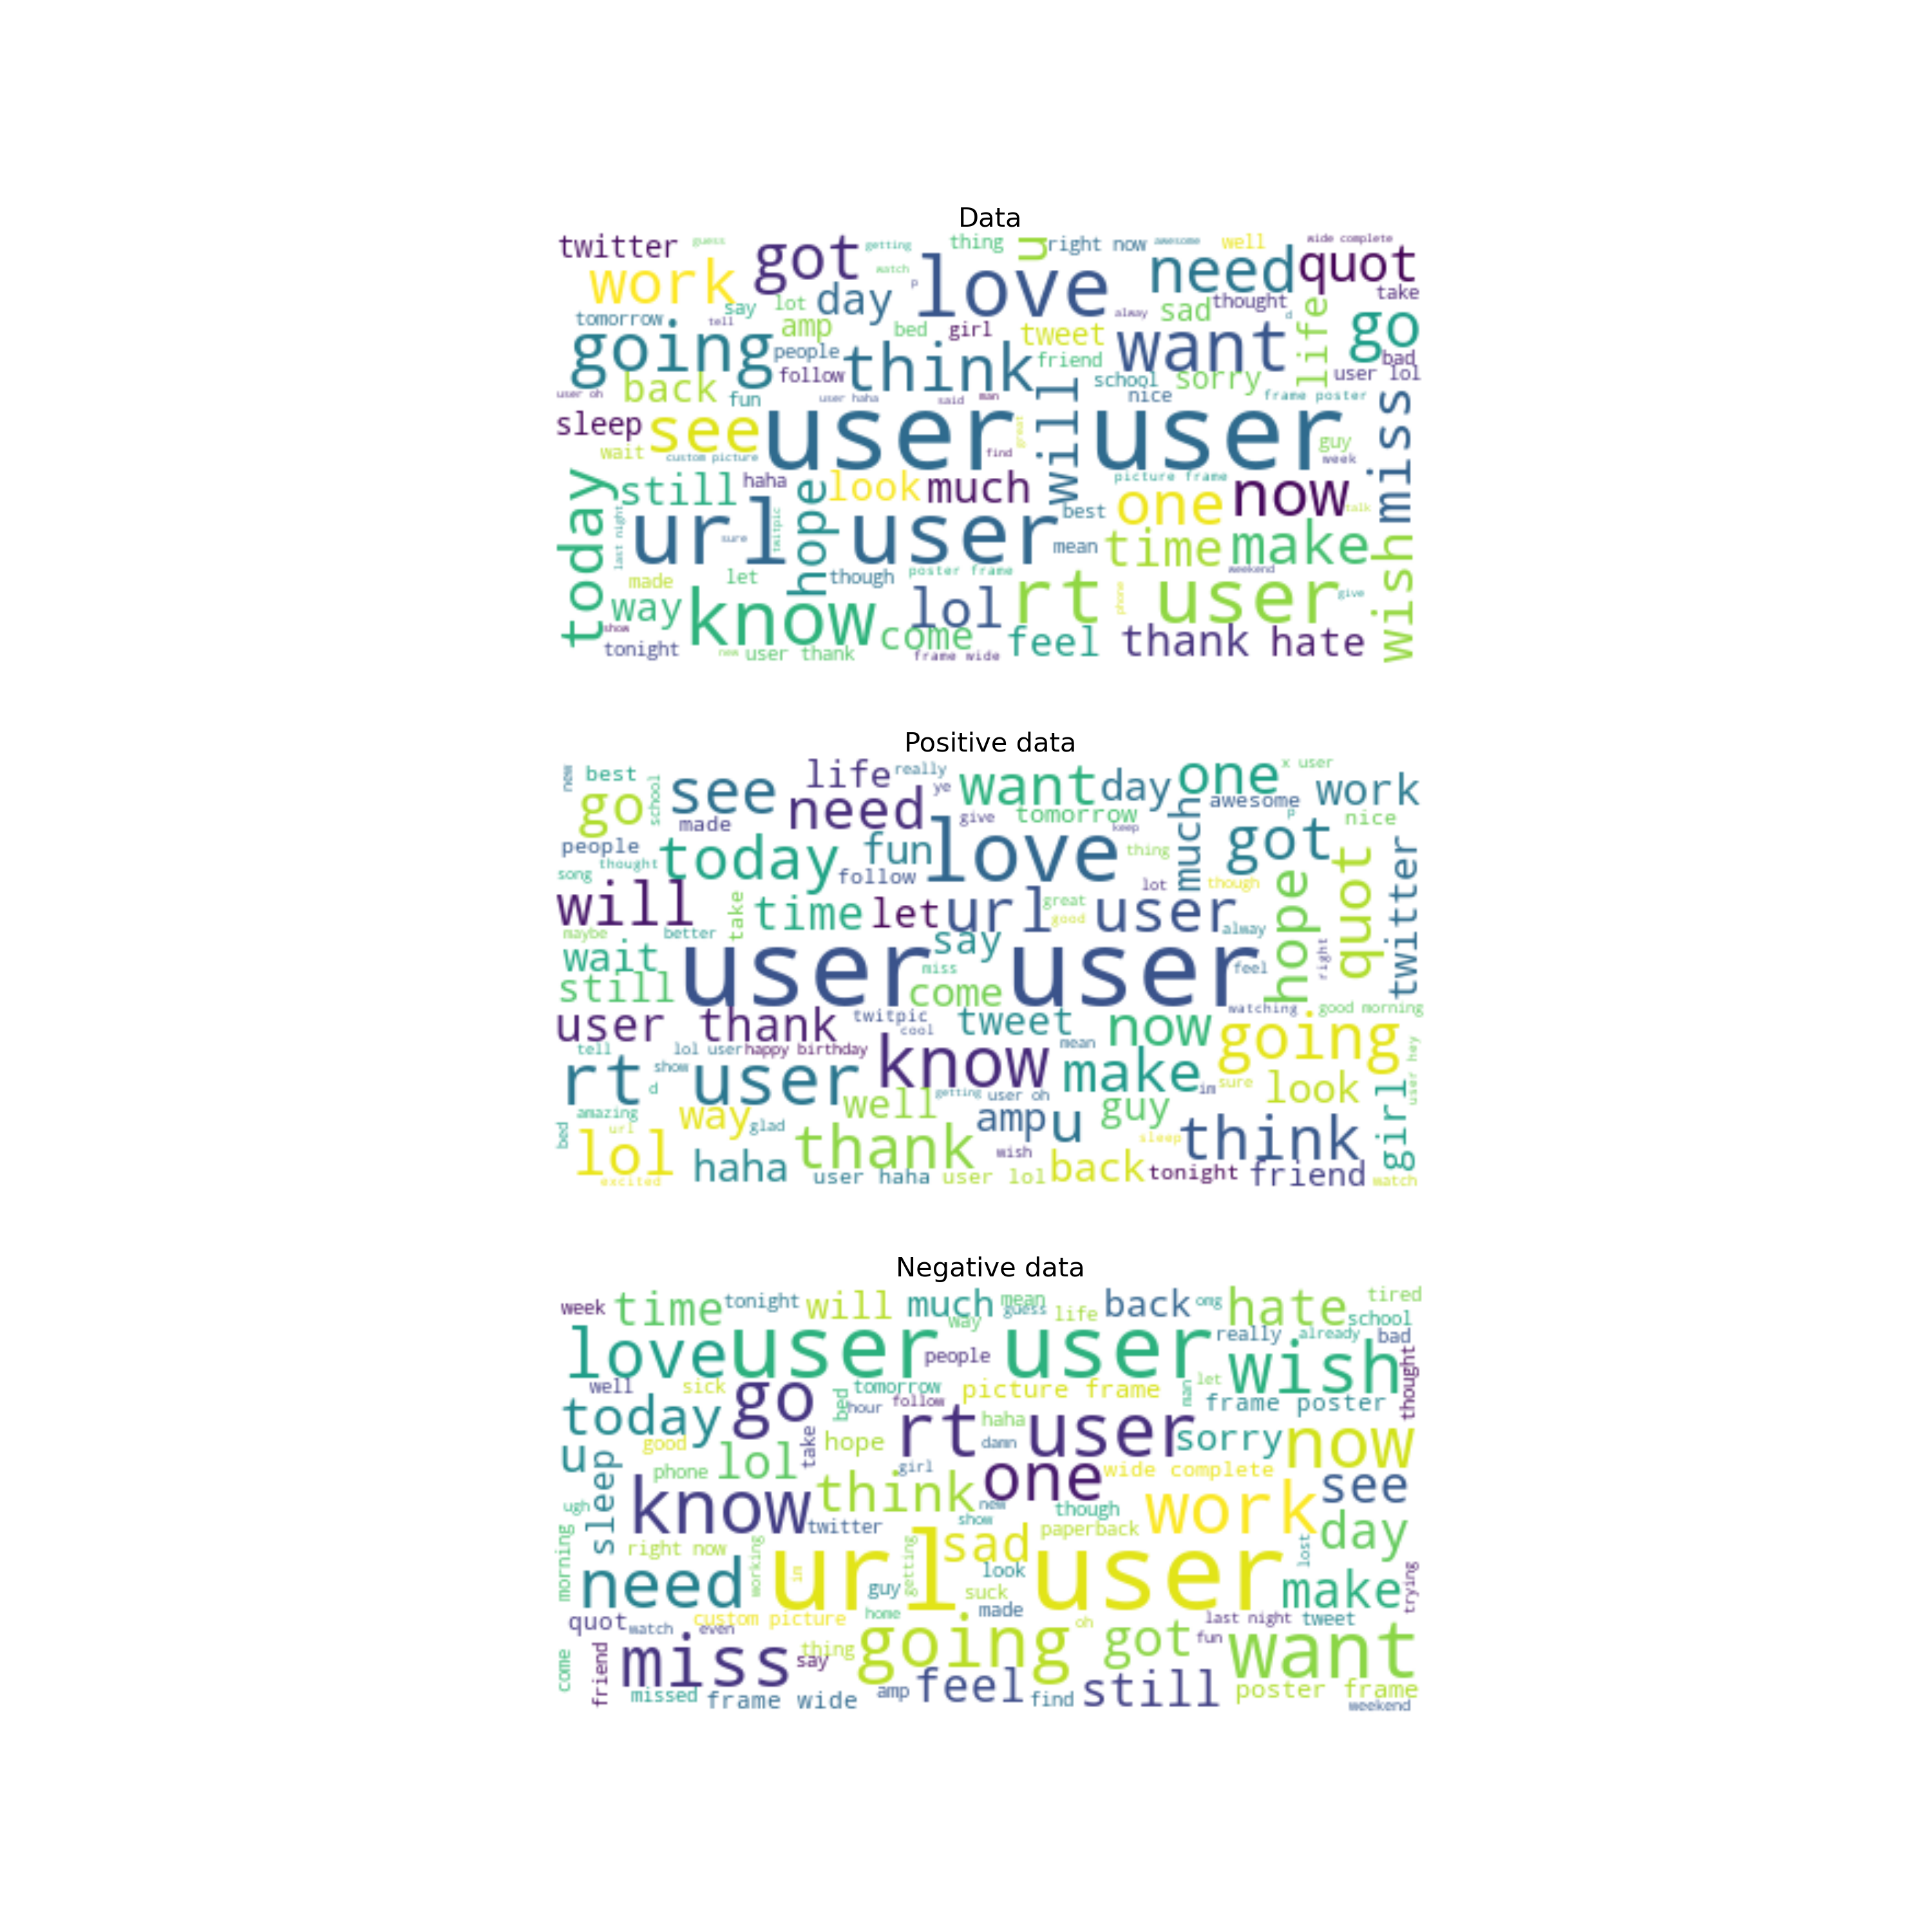 Data
twitter guess got getting thing u right now awesome well wide complete
work watch p love need quot
say lot day alway sad thought d life take
tomorrow tell amp bed girl tweet want go
going people think friend bad
back follow school sorry user lol
user oh fun user haha said man will nice frame poster miss
sleep see user great user guy
wait custom picture find week
today still haha hope look much picture frame one now talk
last night url sure twitpic user best
mean time make wish
made let though poster frame weekend
way know lol rt user phone give
show come feel thank hate
tonight new user thank frame wide
Positive data
new best school see life really want day one x user work
go need ye much awesome p nice
made give tomorrow keep got
people today fun love thing quot twitter
thought song follow lot though hope
will take time let url great user
good
maybe better say alway
wait user miss user feel right
still come watching good morning
user thank twitpic tweet now going
cool
tell lol user happy birthday know mean make user hey
rt show user im sure look girl
d getting user oh
amazing way well amp u guy
bed url glad thank sleep think
lol haha wish back tonight friend
excited user haha user lol watch
Negative data
week time tonight will much mean guess life back omg hate tired
way school
love user people user really already bad wish thought
well sick go bed tomorrow picture frame man let
today take hour follow frame poster
rt haha user sorry now
u sleep good lol hope damn
phone girl one wide complete see
ugh know think new though work
twitter show paperback day
morning right now working url getting sad user lost
need im guy look suck make trying
quot custom picture home made oh last night tweet
watch even going got fun want
come friend miss thing say
missed frame wide amp feel find still poster frame
weekend